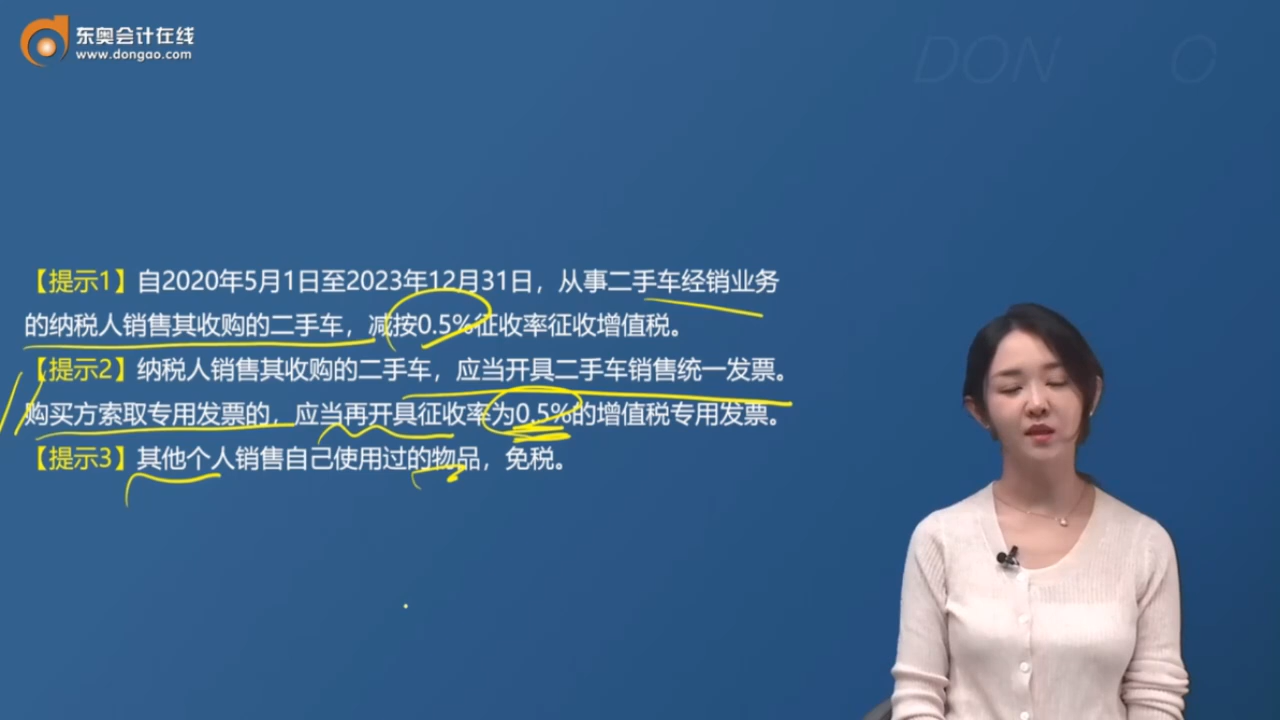 东奥会计在线
www.dongao.com
DON O
【提示1】自2020年5月1日至2023年12月31日，从事二手车经销业务
的纳税人销售其收购的二手车，减按0.5%征收率征收增值税。
【提示2】纳税人销售其收购的二手车，应当开具二手车销售统一发票。
购买方索取专用发票的，应当再开具征收率为0.5%的增值税专用发票。
【提示3】其他个人销售自己使用过的物品，免税。